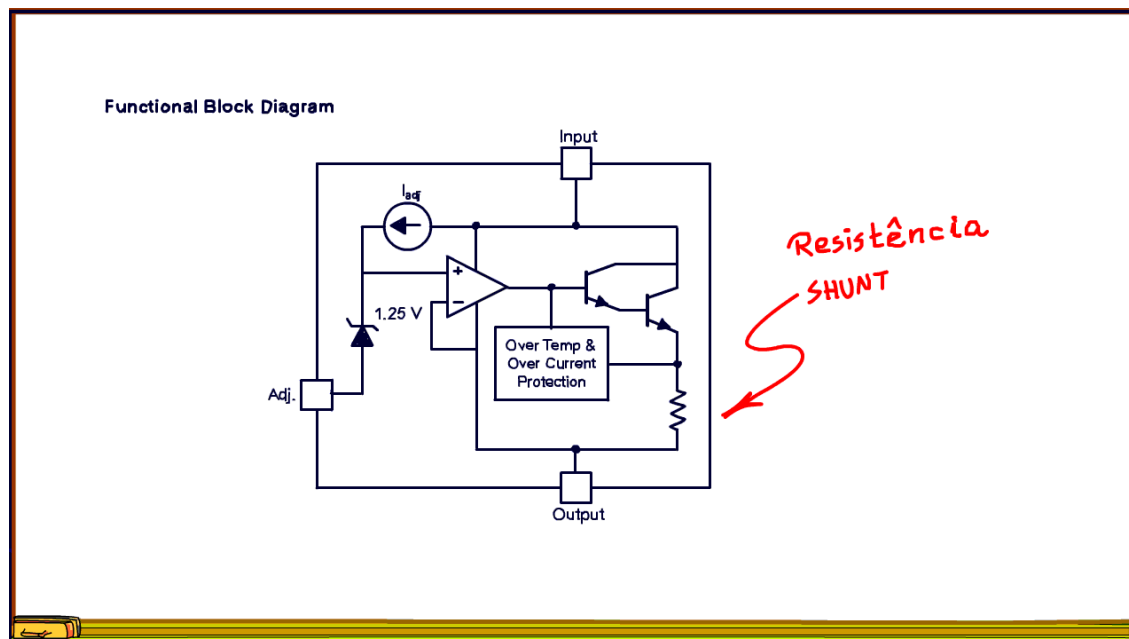 Functional Block Diagram
Input
Iadj
Resistência
SHUNT
+
−
1.25 V
Over Temp &
Over Current
Protection
Adj.
Output